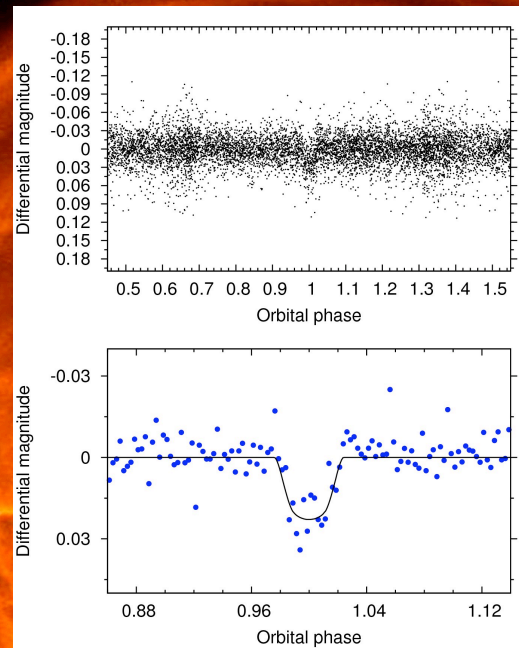 -0.18
-0.12
-0.09
-0.06
-0.03
0
0.03
0.06
0.09
0.12
0.15
0.18
Differential magnitude
0.5 0.6 0.7 0.8 0.9 1 1.1 1.2 1.3 1.4 1.5
Orbital phase
-0.03
0
0.03
Differential magnitude
0.88 0.96 1.04 1.12
Orbital phase